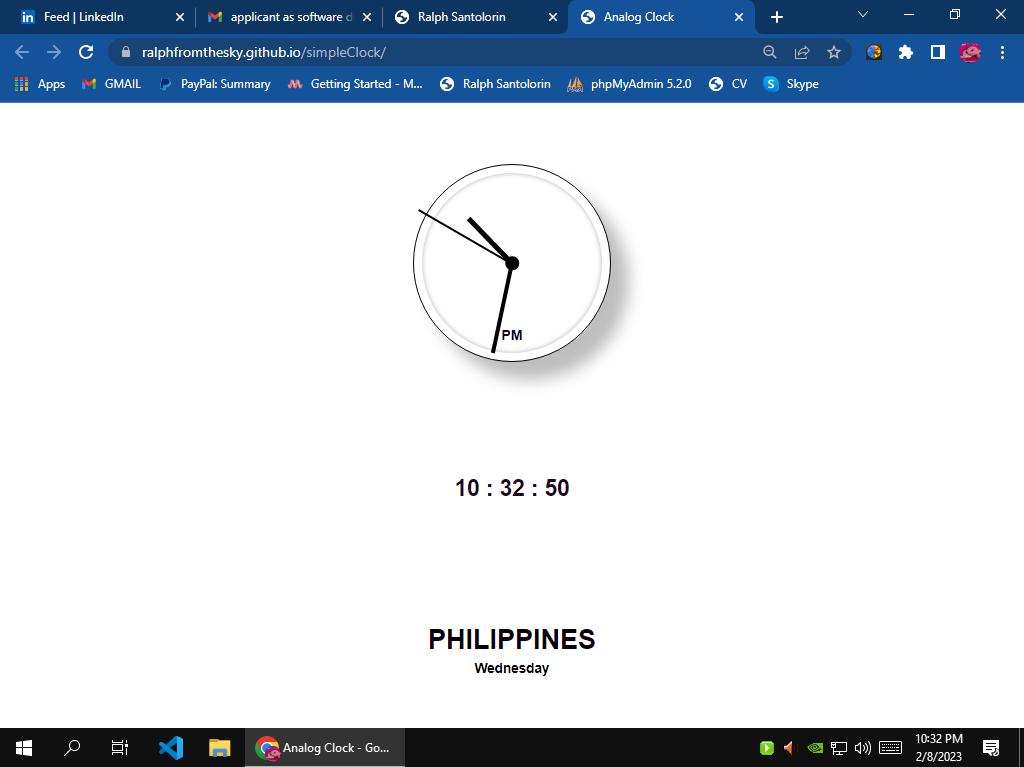 in Feed | LinkedIn
applicant as software d
Ralph Santolorin
Analog Clock
ralphfromthesky.github.io/simpleClock/
Apps
GMAIL
PayPal: Summary
Getting Started - M...
Ralph Santolorin
phpMyAdmin 5.2.0
CV
S Skype
PM
10 : 32 : 50
PHILIPPINES
Wednesday
Analog Clock - Go...
10:32 PM
2/8/2023